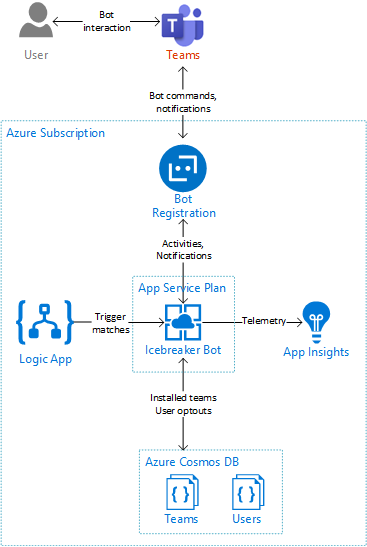 Bot
interaction
User
Teams
Bot commands,
notifications
Azure Subscription
Bot
Registration
Activities,
Notifications
App Service Plan
Trigger
matches
Telemetry
Logic App
Icebreaker Bot
App Insights
Installed teams
User optouts
Azure Cosmos DB
Teams
Users